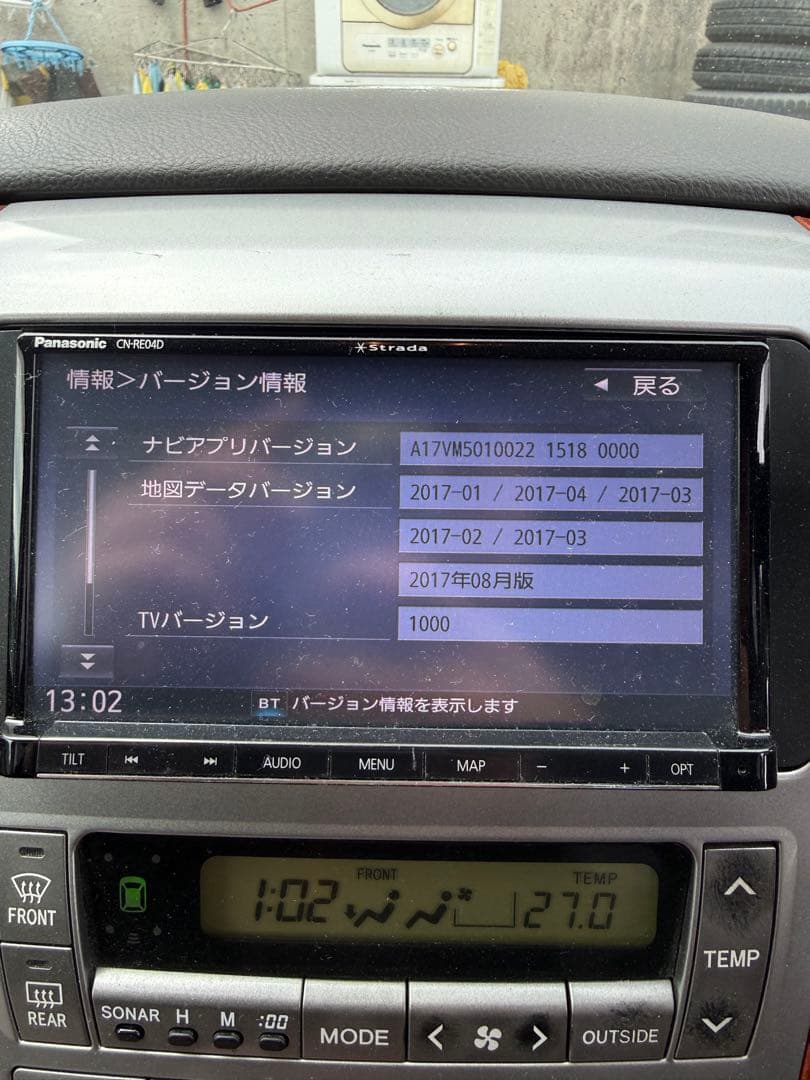 Panasonic
Panasonic CN-RE04D
Strada
情報＞バージョン情報
◀ 戻る
ナビアプリバージョン A17VM5010022 1518 0000
地図データバージョン 2017-01 / 2017-04 / 2017-03
2017-02 / 2017-03
2017年08月版
TVバージョン 1000
13:02 BT バージョン情報を表示します
TILT AUDIO MENU MAP − + OPT
FRONT TEMP
1:02 27.0
FRONT
TEMP
REAR
SONAR H M :00
MODE
OUTSIDE